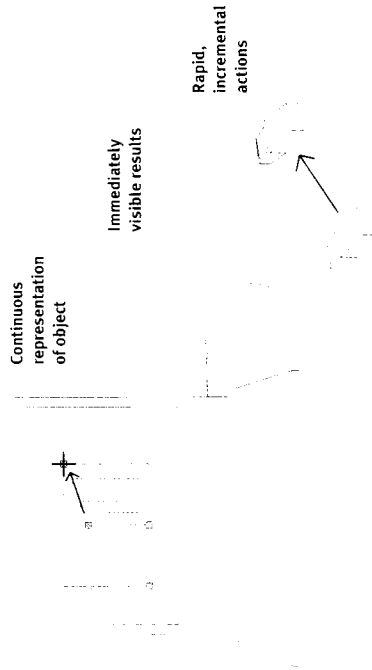 Continuous
representation
of object
Immediately
visible results
Rapid,
incremental
actions